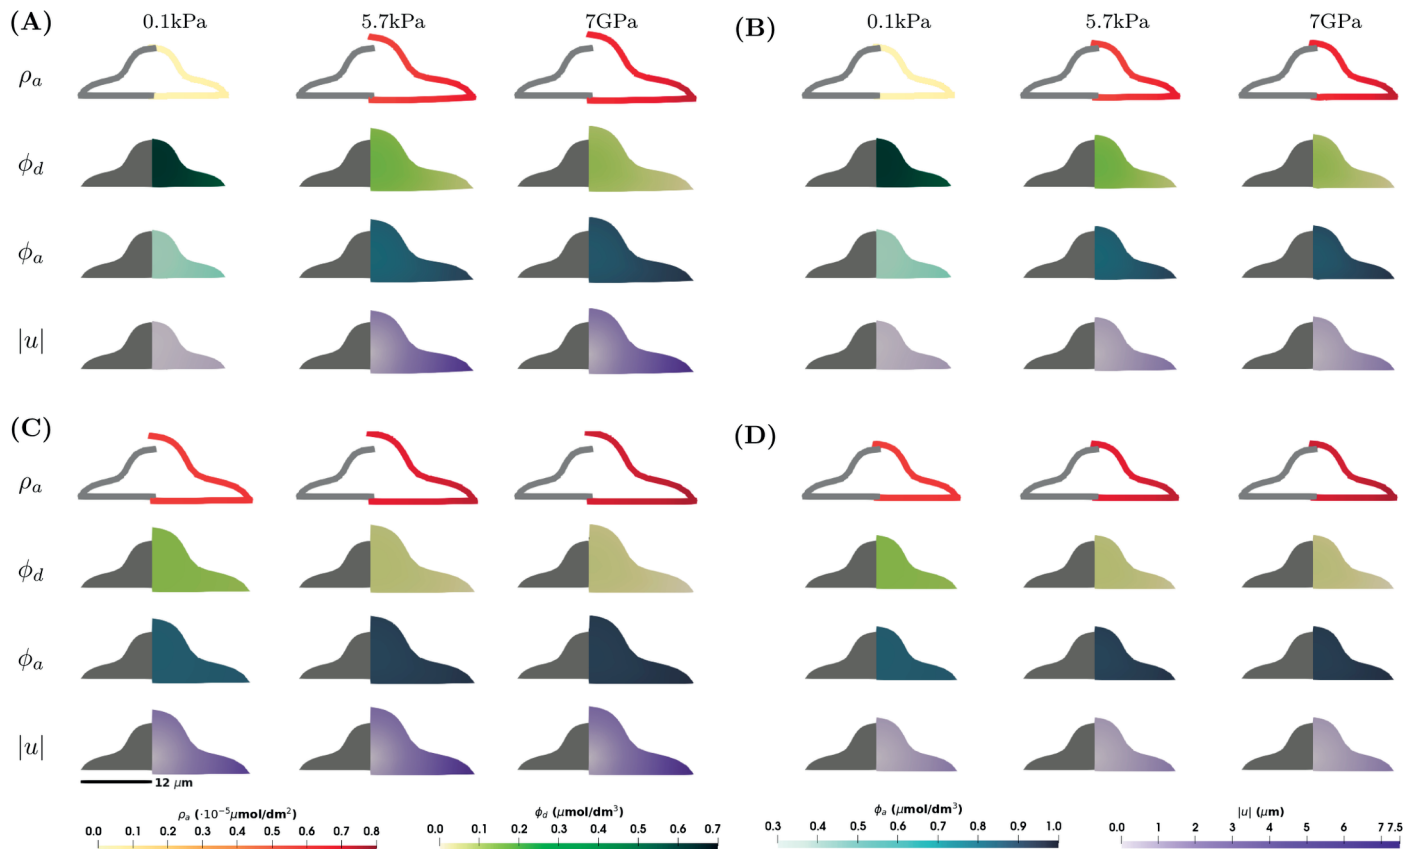 (A) 0.1kPa 5.7kPa 7GPa
(B) 0.1kPa 5.7kPa 7GPa
ρₐ
ϕ_d
ϕₐ
|u|
(C)
(D)
ρₐ
ϕ_d
ϕₐ
|u|
12 μm
ρₐ (·10⁻⁵μmol/dm²)
0.0 0.1 0.2 0.3 0.4 0.5 0.6 0.7 0.8
ϕ_d (μmol/dm³)
0.0 0.1 0.2 0.3 0.4 0.5 0.6 0.7
ϕₐ (μmol/dm³)
0.3 0.4 0.5 0.6 0.7 0.8 0.9 1.0
|u| (μm)
0.0 1 2 3 4 5 6 7 7.5